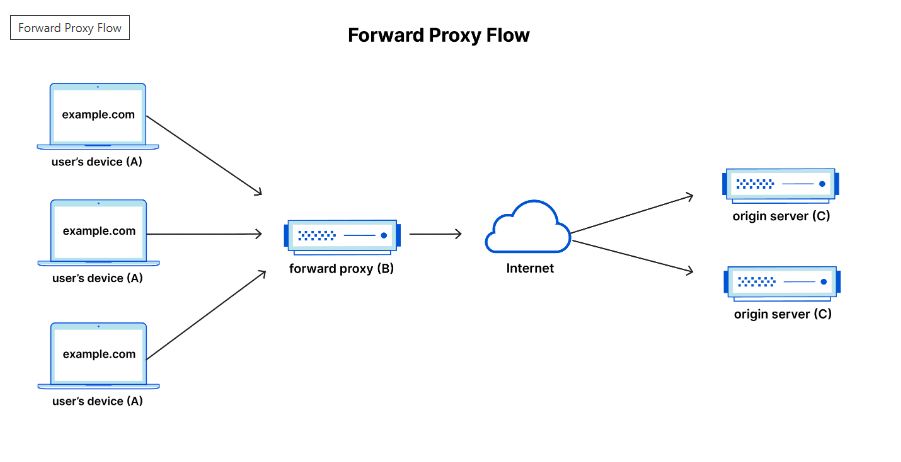 Forward Proxy Flow
Forward Proxy Flow
example.com
user's device (A)
example.com
user's device (A)
example.com
user's device (A)
forward proxy (B)
Internet
origin server (C)
origin server (C)